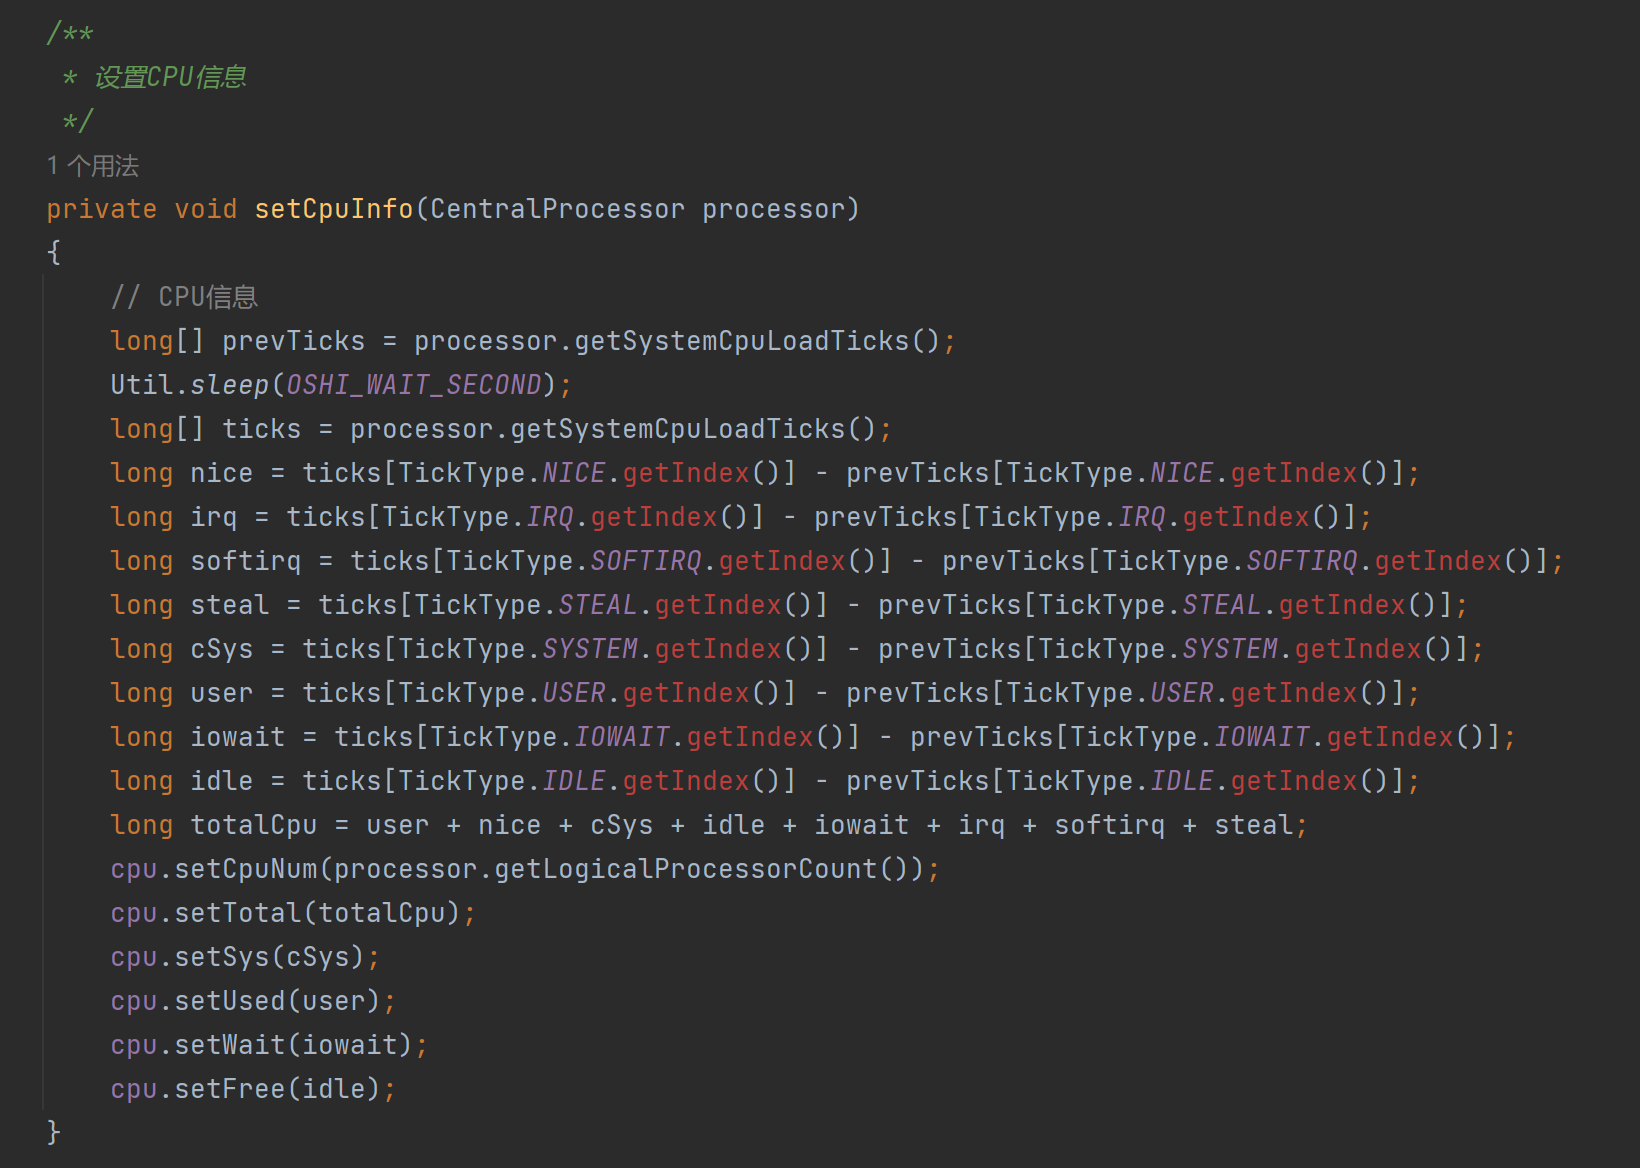 /**
 * 设置CPU信息
 */
1 个用法
private void setCpuInfo(CentralProcessor processor)
{
    // CPU信息
    long[] prevTicks = processor.getSystemCpuLoadTicks();
    Util.sleep(OSHI_WAIT_SECOND);
    long[] ticks = processor.getSystemCpuLoadTicks();
    long nice = ticks[TickType.NICE.getIndex()] - prevTicks[TickType.NICE.getIndex()];
    long irq = ticks[TickType.IRQ.getIndex()] - prevTicks[TickType.IRQ.getIndex()];
    long softirq = ticks[TickType.SOFTIRQ.getIndex()] - prevTicks[TickType.SOFTIRQ.getIndex()];
    long steal = ticks[TickType.STEAL.getIndex()] - prevTicks[TickType.STEAL.getIndex()];
    long cSys = ticks[TickType.SYSTEM.getIndex()] - prevTicks[TickType.SYSTEM.getIndex()];
    long user = ticks[TickType.USER.getIndex()] - prevTicks[TickType.USER.getIndex()];
    long iowait = ticks[TickType.IOWAIT.getIndex()] - prevTicks[TickType.IOWAIT.getIndex()];
    long idle = ticks[TickType.IDLE.getIndex()] - prevTicks[TickType.IDLE.getIndex()];
    long totalCpu = user + nice + cSys + idle + iowait + irq + softirq + steal;
    cpu.setCpuNum(processor.getLogicalProcessorCount());
    cpu.setTotal(totalCpu);
    cpu.setSys(cSys);
    cpu.setUsed(user);
    cpu.setWait(iowait);
    cpu.setFree(idle);
}